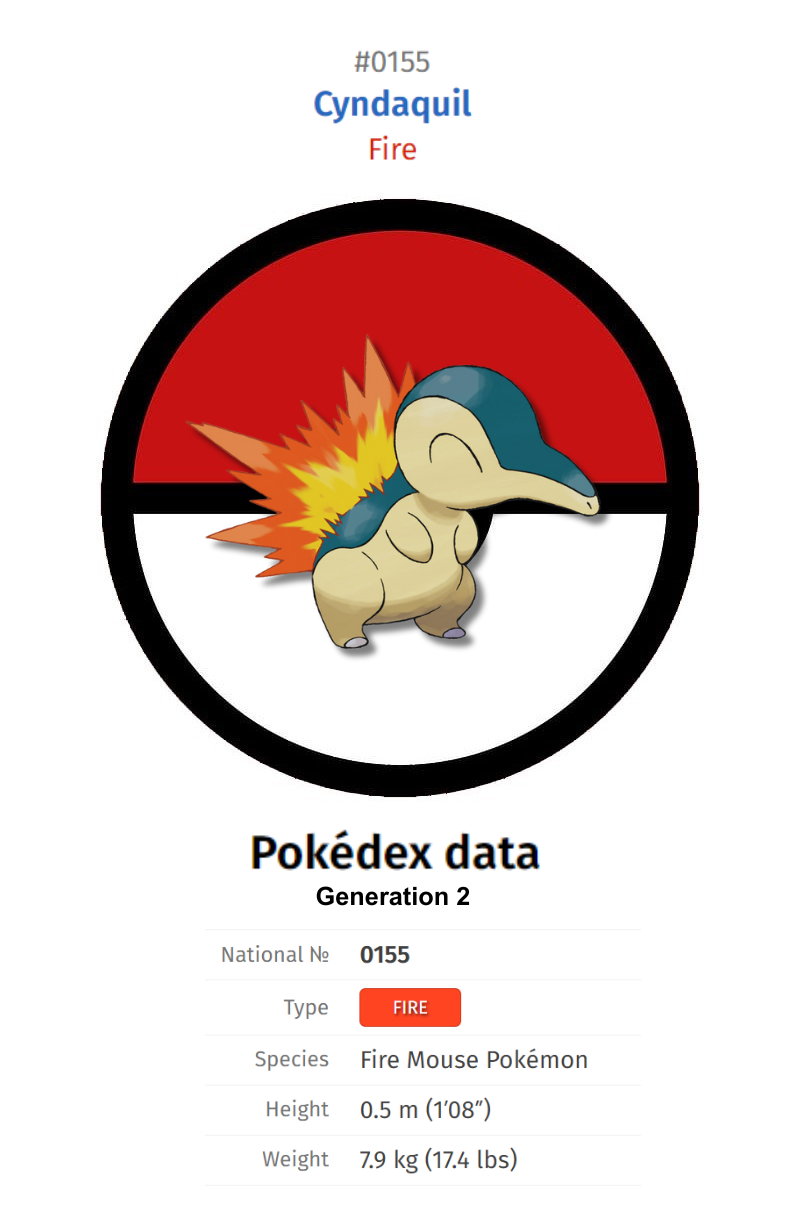 #0155
Cyndaquil
Fire
Pokédex data
Generation 2
National № 0155
Type FIRE
Species Fire Mouse Pokémon
Height 0.5 m (1′08″)
Weight 7.9 kg (17.4 lbs)